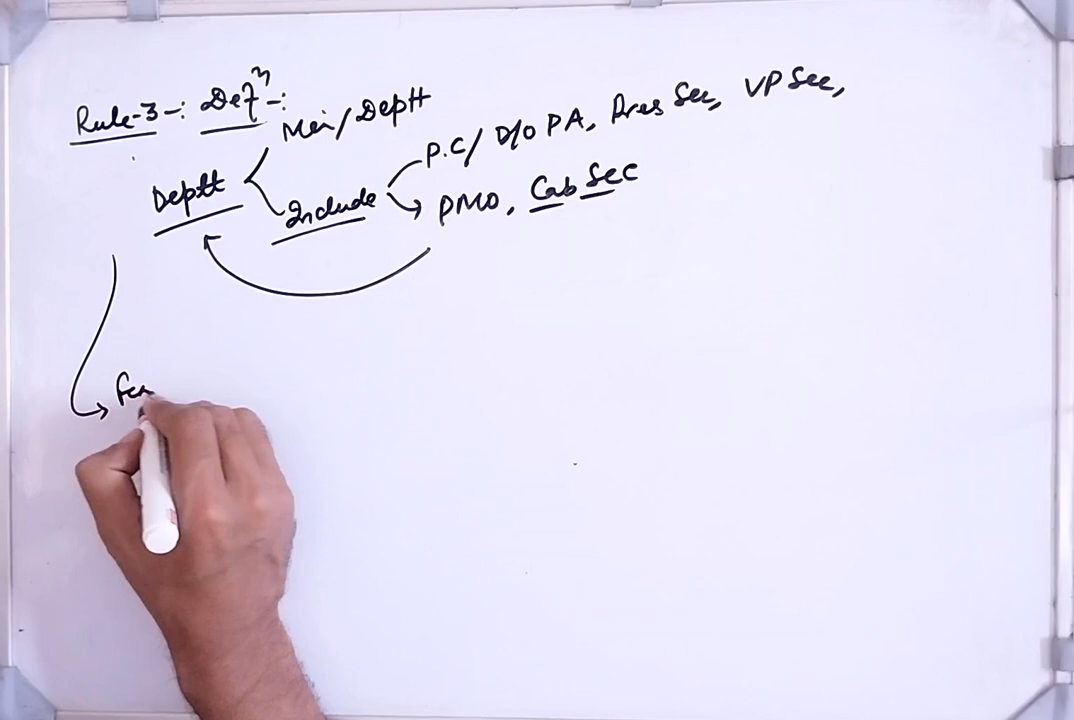 Rule-3-: Defⁿ-:
Min/Deptt
Deptt
Include
P.C/ D/O PA, Pres Sec, VP Sec,
PMO, Cab Sec